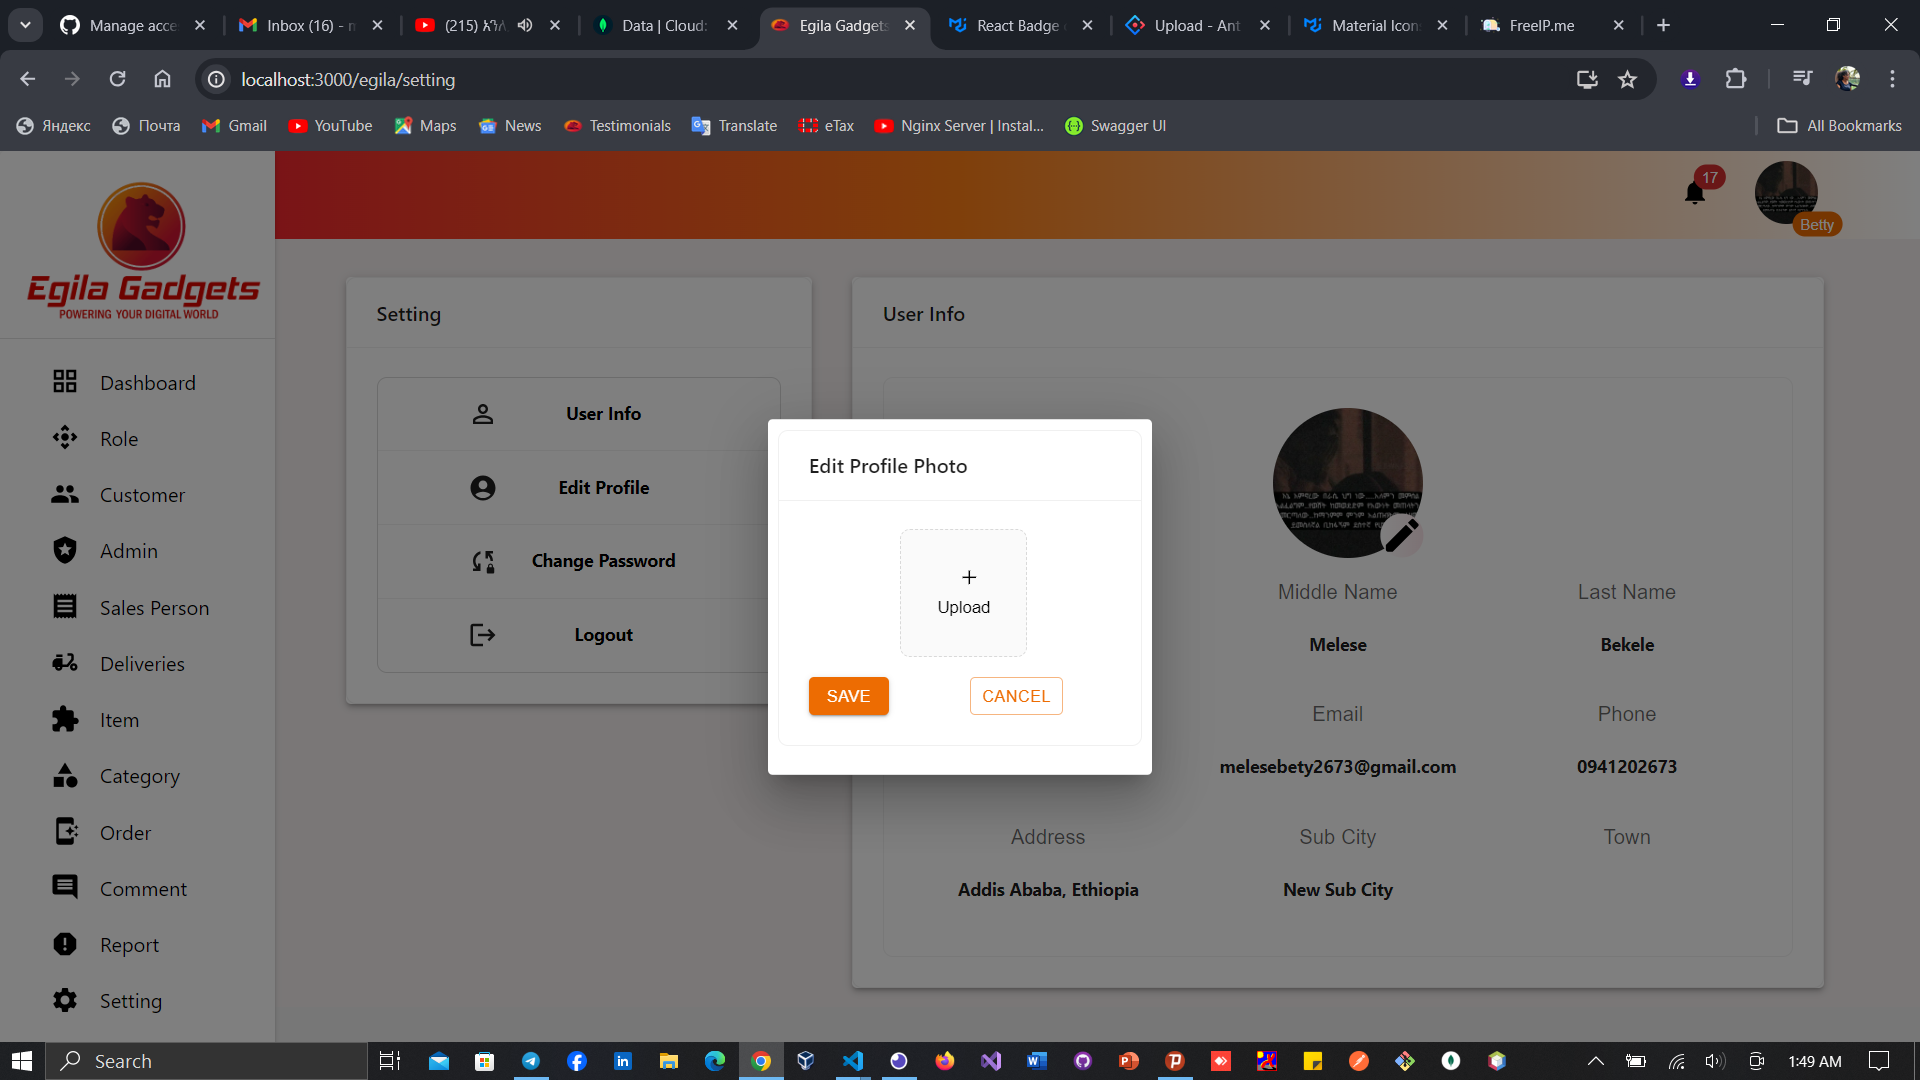 Manage acce
Inbox (16) - m
(215) እንለ
Data | Cloud:
Egila Gadgets
React Badge
Upload - Ant
Material Icon
FreeIP.me
localhost:3000/egila/setting
Яндекс
Почта
Gmail
YouTube
Maps
News
Testimonials
Translate
eTax
Nginx Server | Instal...
Swagger UI
All Bookmarks
17
Betty
Egila Gadgets
POWERING YOUR DIGITAL WORLD
Dashboard
Role
Customer
Admin
Sales Person
Deliveries
Item
Category
Order
Comment
Report
Setting
Setting
User Info
Edit Profile
Change Password
Logout
Edit Profile Photo
+
Upload
SAVE
CANCEL
User Info
Middle Name
Last Name
Melese
Bekele
Email
Phone
melesebety2673@gmail.com
0941202673
Address
Sub City
Town
Addis Ababa, Ethiopia
New Sub City
Search
1:49 AM